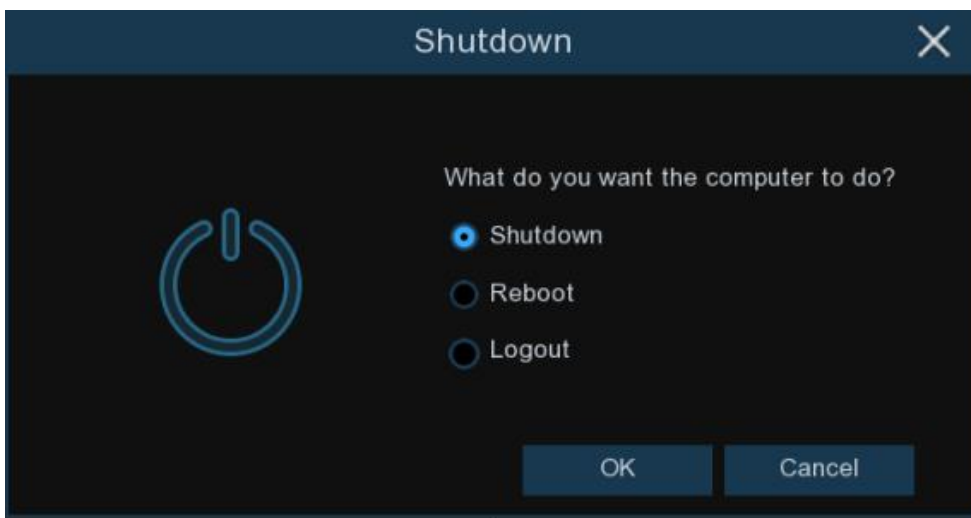 Shutdown
What do you want the computer to do?
Shutdown
Reboot
Logout
OK
Cancel